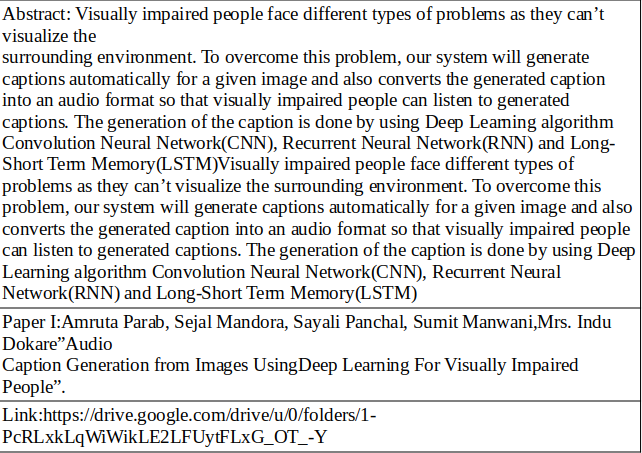 Abstract: Visually impaired people face different types of problems as they can't
visualize the
surrounding environment. To overcome this problem, our system will generate
captions automatically for a given image and also converts the generated caption
into an audio format so that visually impaired people can listen to generated
captions. The generation of the caption is done by using Deep Learning algorithm
Convolution Neural Network(CNN), Recurrent Neural Network(RNN) and Long-
Short Term Memory(LSTM)Visually impaired people face different types of
problems as they can't visualize the surrounding environment. To overcome this
problem, our system will generate captions automatically for a given image and also
converts the generated caption into an audio format so that visually impaired people
can listen to generated captions. The generation of the caption is done by using Deep
Learning algorithm Convolution Neural Network(CNN), Recurrent Neural
Network(RNN) and Long-Short Term Memory(LSTM)
Paper I:Amruta Parab, Sejal Mandora, Sayali Panchal, Sumit Manwani,Mrs. Indu
Dokare”Audio
Caption Generation from Images UsingDeep Learning For Visually Impaired
People”.
Link:https://drive.google.com/drive/u/0/folders/1-
PcRLxkLqWiWikLE2LFUytFLxG_OT_-Y